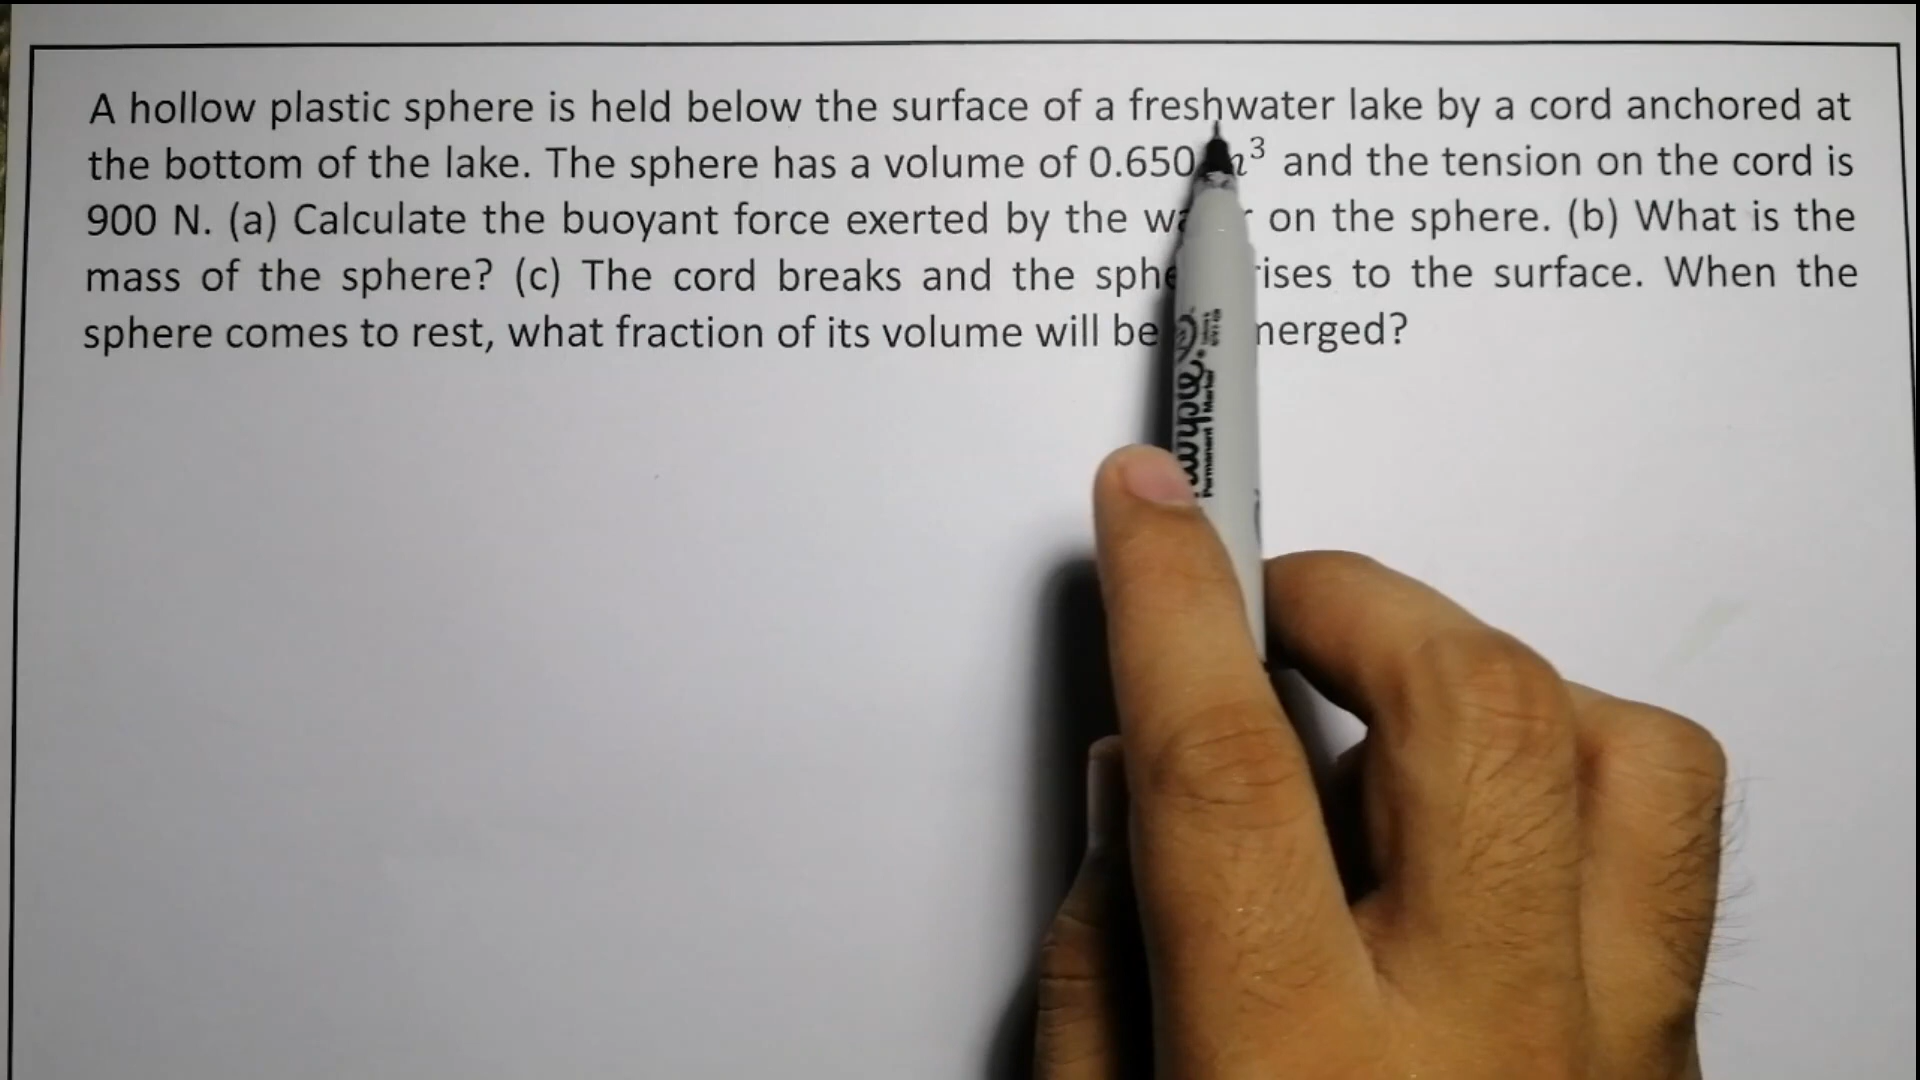 A hollow plastic sphere is held below the surface of a freshwater lake by a cord anchored at
the bottom of the lake. The sphere has a volume of 0.650 ³ and the tension on the cord is
900 N. (a) Calculate the buoyant force exerted by the on the sphere. (b) What is the
mass of the sphere? (c) The cord breaks and the to the surface. When the
sphere comes to rest, what fraction of its volume will be
Permanent Marker